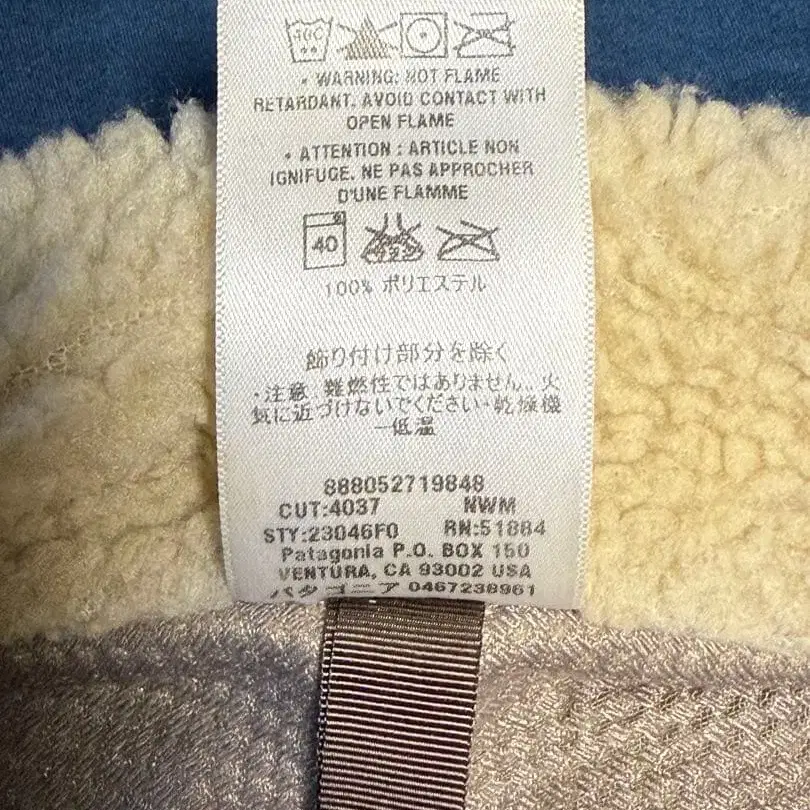 40C
• WARNING: NOT FLAME
RETARDANT. AVOID CONTACT WITH
OPEN FLAME
• ATTENTION : ARTICLE NON
IGNIFUGE. NE PAS APPROCHER
D'UNE FLAMME
40
100% ポリエステル
飾り付け部分を除く
・注意 難燃性ではありません.. 火
気に近づけないでください・乾燥機
―低温
888052719848
CUT:4037 NWM
STY:23046F0 RN:51884
Patagonia P.O. BOX 150
VENTURA, CA 93002 USA
パタゴニア 0467238961